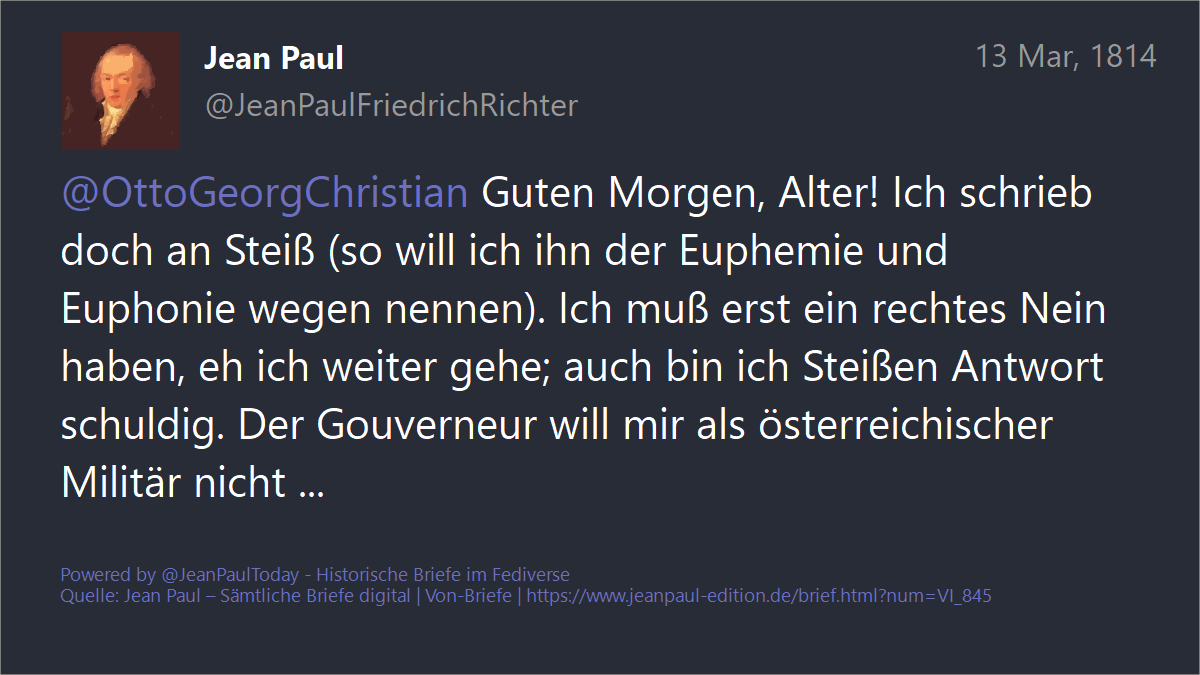 Jean Paul
13 Mar, 1814
@JeanPaulFriedrichRichter
@OttoGeorgChristian Guten Morgen, Alter! Ich schrieb
doch an Steiß (so will ich ihn der Euphemie und
Euphonie wegen nennen). Ich muß erst ein rechtes Nein
haben, eh ich weiter gehe; auch bin ich Steißen Antwort
schuldig. Der Gouverneur will mir als österreichischer
Militär nicht ...
Powered by @JeanPaulToday - Historische Briefe im Fediverse
Quelle: Jean Paul – Sämtliche Briefe digital | Von-Briefe | https://www.jeanpaul-edition.de/brief.html?num=VI_845